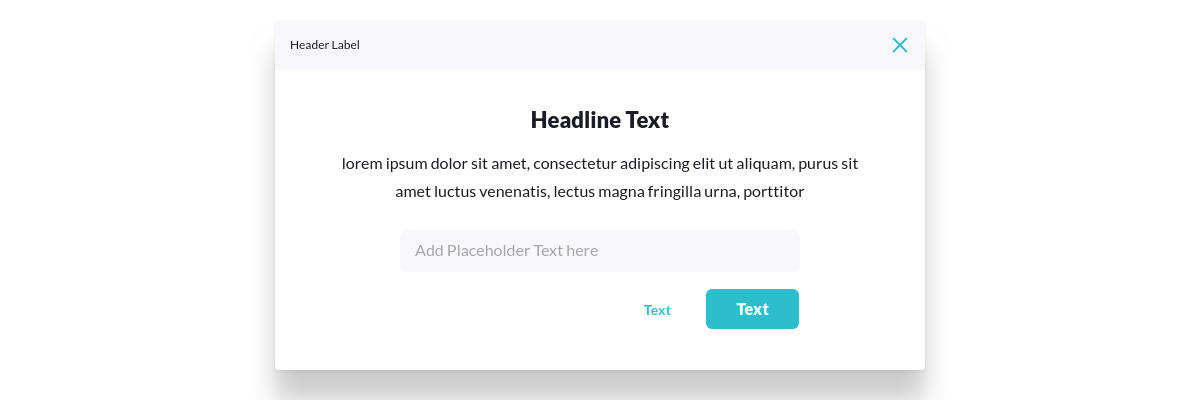 Header Label
Headline Text
lorem ipsum dolor sit amet, consectetur adipiscing elit ut aliquam, purus sit
amet luctus venenatis, lectus magna fringilla urna, porttitor
Add Placeholder Text here
Text
Text